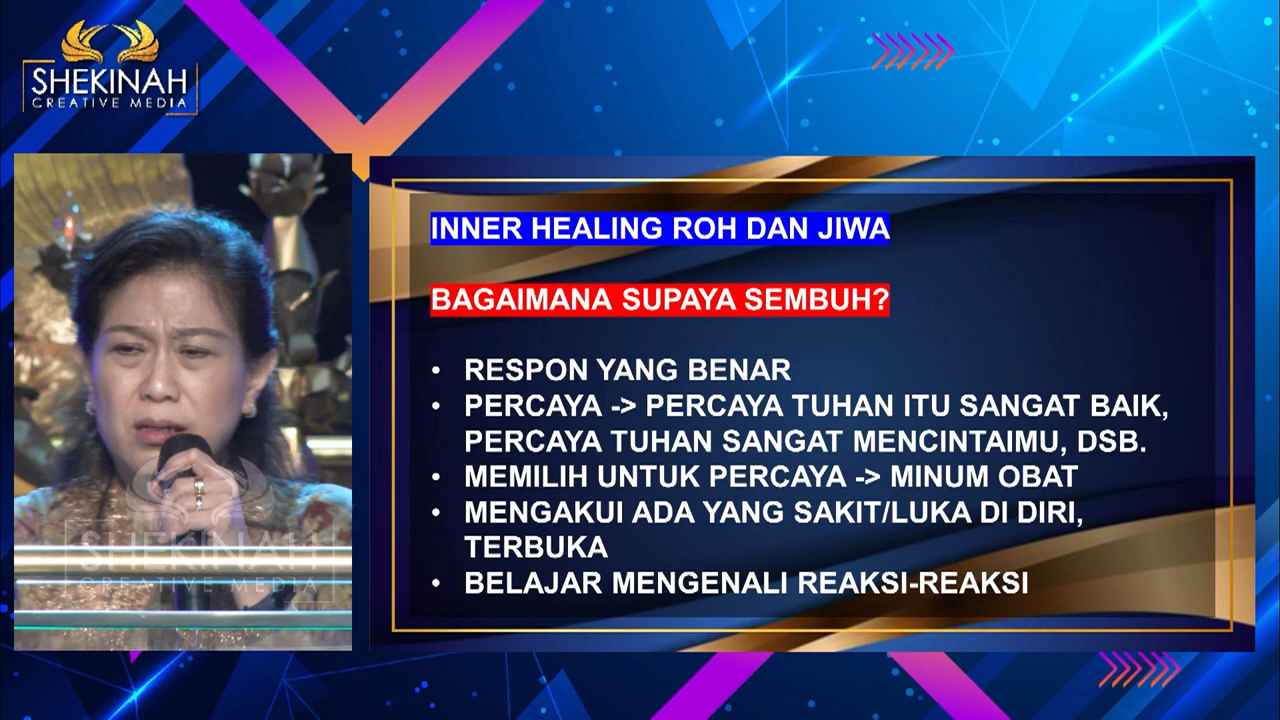 SHEKINAH
CREATIVE MEDIA
INNER HEALING ROH DAN JIWA
BAGAIMANA SUPAYA SEMBUH?
• RESPON YANG BENAR
• PERCAYA -> PERCAYA TUHAN ITU SANGAT BAIK,
PERCAYA TUHAN SANGAT MENCINTAIMU, DSB.
• MEMILIH UNTUK PERCAYA -> MINUM OBAT
• MENGAKUI ADA YANG SAKIT/LUKA DI DIRI,
TERBUKA
• BELAJAR MENGENALI REAKSI-REAKSI
SHEKINAH
CREATIVE MEDIA